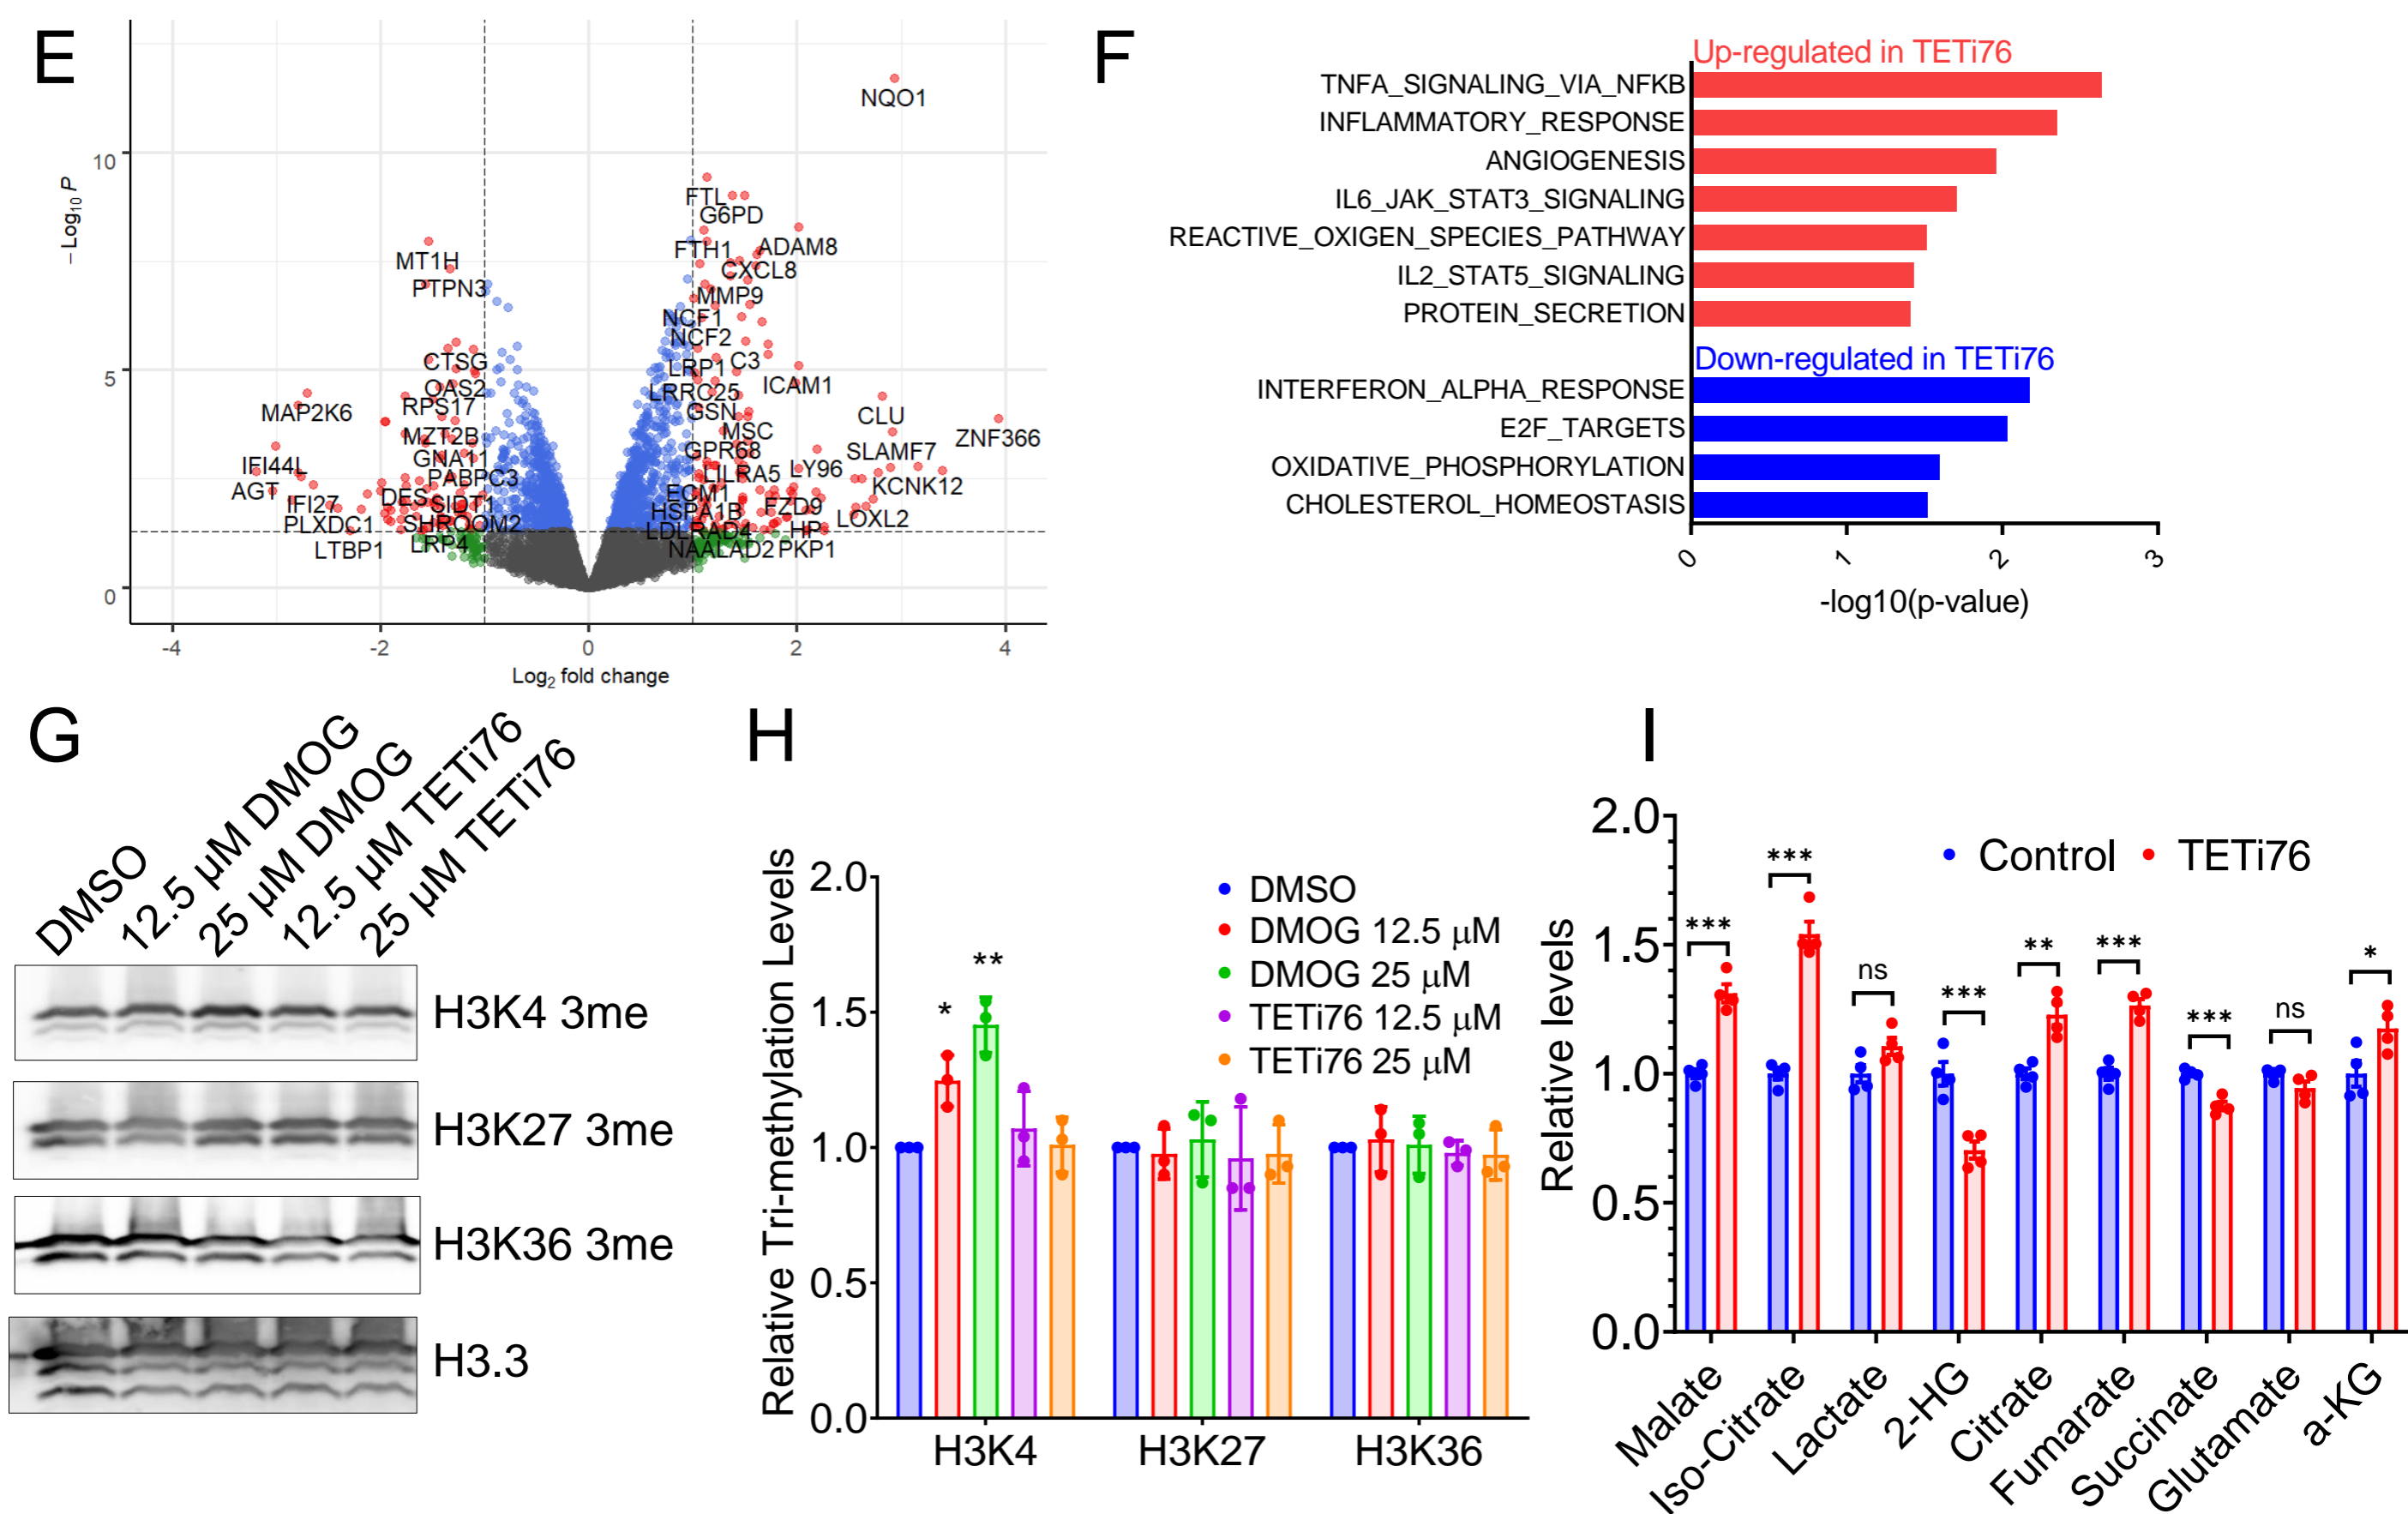 E
NQO1
FTL
G6PD
MT1H
FTH1
ADAM8
CXCL8
PTPN3
MMP9
NCF1
NCF2
CTSG
LRP1
C3
OAS2
LRRC25
ICAM1
RPS17
MAP2K6
GSN
CLU
MZT2B
MSC
ZNF366
GNA11
GPR68
SLAMF7
IFI44L
PABPC3
LILRA5
LY96
AGT
DES
ECM1
KCNK12
IFI27
SIDT1
HSPA1B
FZD9
PLXDC1
SHROOM2
LOXL2
LDLRAD4
HP
LTBP1
LRP4
NAALAD2
PKP1
10
5
0
– Log10 P
-4
-2
0
2
4
Log2 fold change
F
Up-regulated in TETi76
TNFA_SIGNALING_VIA_NFKB
INFLAMMATORY_RESPONSE
ANGIOGENESIS
IL6_JAK_STAT3_SIGNALING
REACTIVE_OXIGEN_SPECIES_PATHWAY
IL2_STAT5_SIGNALING
PROTEIN_SECRETION
Down-regulated in TETi76
INTERFERON_ALPHA_RESPONSE
E2F_TARGETS
OXIDATIVE_PHOSPHORYLATION
CHOLESTEROL_HOMEOSTASIS
0
1
2
3
-log10(p-value)
G
DMSO
12.5 µM DMOG
25 µM DMOG
12.5 µM TETi76
25 µM TETi76
H3K4 3me
H3K27 3me
H3K36 3me
H3.3
H
Relative Tri-methylation Levels
2.0
1.5
1.0
0.5
0.0
DMSO
DMOG 12.5 µM
DMOG 25 µM
TETi76 12.5 µM
TETi76 25 µM
*
**
H3K4
H3K27
H3K36
I
Relative levels
2.0
1.5
1.0
0.5
0.0
Control
TETi76
***
***
ns
***
**
***
***
ns
*
Malate
Iso-Citrate
Lactate
2-HG
Citrate
Fumarate
Succinate
Glutamate
a-KG